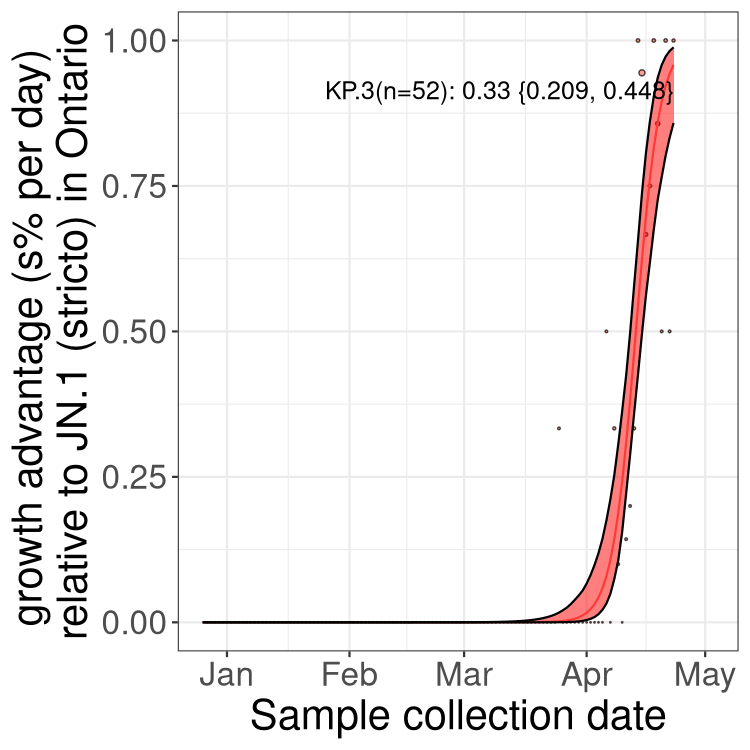 growth advantage (s% per day)
relative to JN.1 (stricto) in Ontario
1.00
0.75
0.50
0.25
0.00
KP.3(n=52): 0.33 {0.209, 0.448}
Jan Feb Mar Apr May
Sample collection date